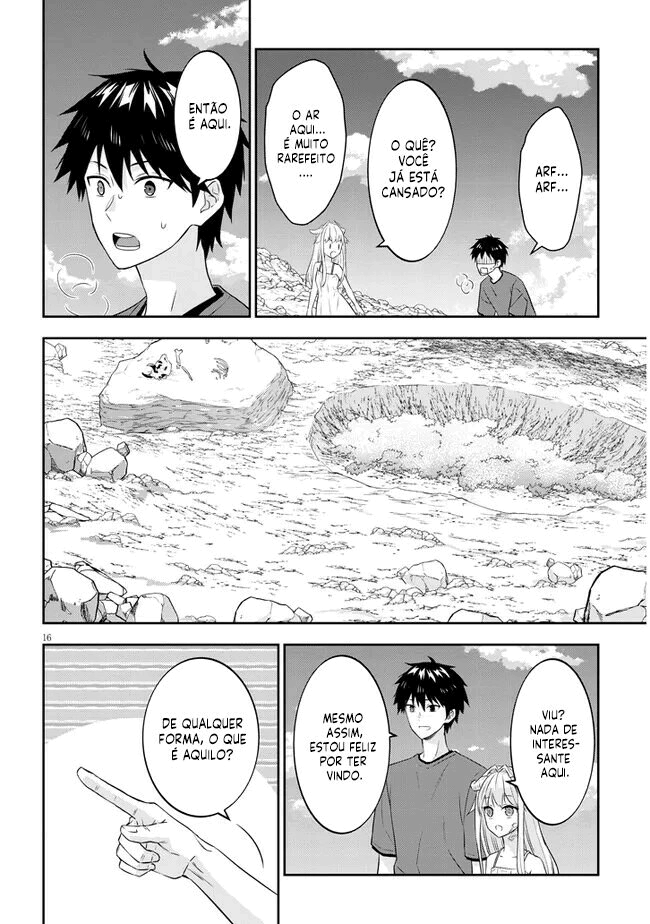 ARF...
ARF...
O QUÊ?
VOCÊ
JÁ ESTÁ
CANSADO?
O AR
AQUI...
É MUITO
RAREFEITO
....
ENTÃO
É AQUI.
16
VIU?
NADA DE
INTERES-
SANTE
AQUI.
MESMO
ASSIM,
ESTOU FELIZ
POR TER
VINDO.
DE QUALQUER
FORMA, O QUE
É AQUILO?